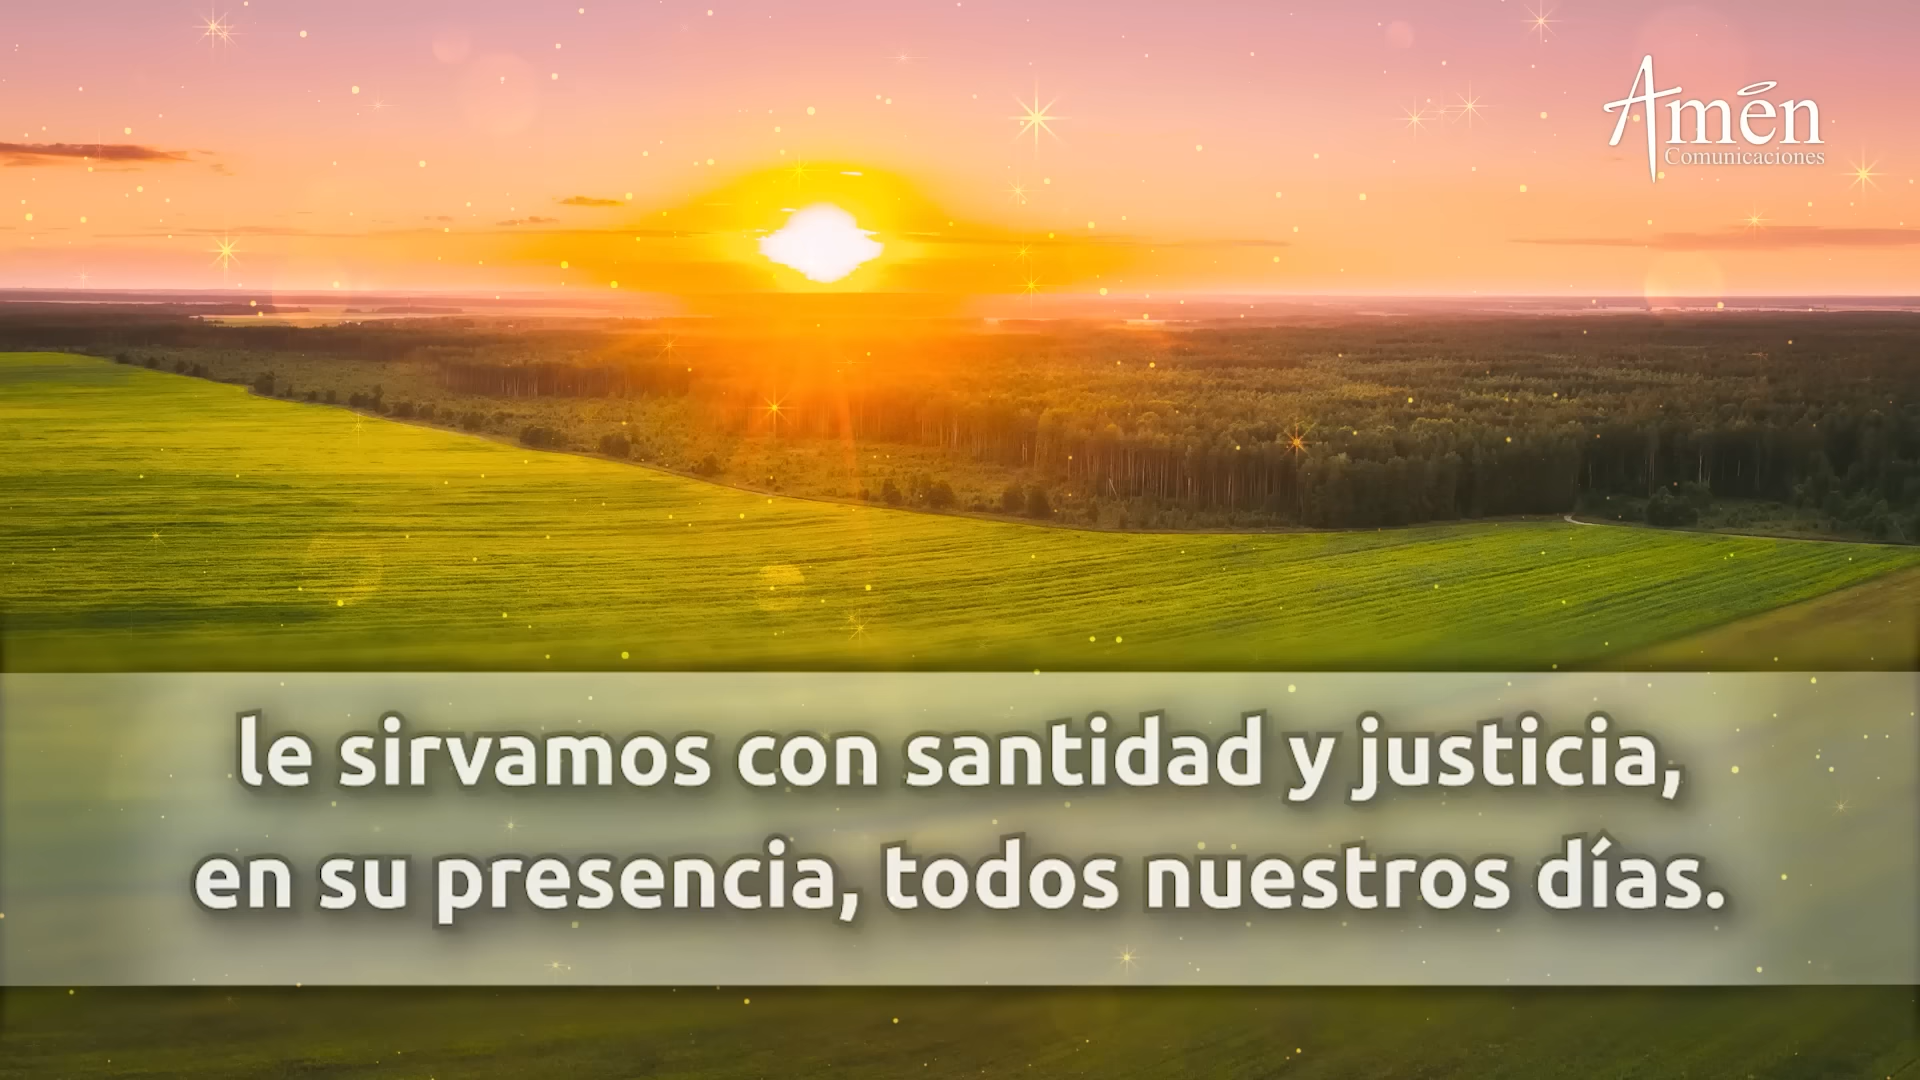 Amén
Comunicaciones
le sirvamos con santidad y justicia,
en su presencia, todos nuestros días.